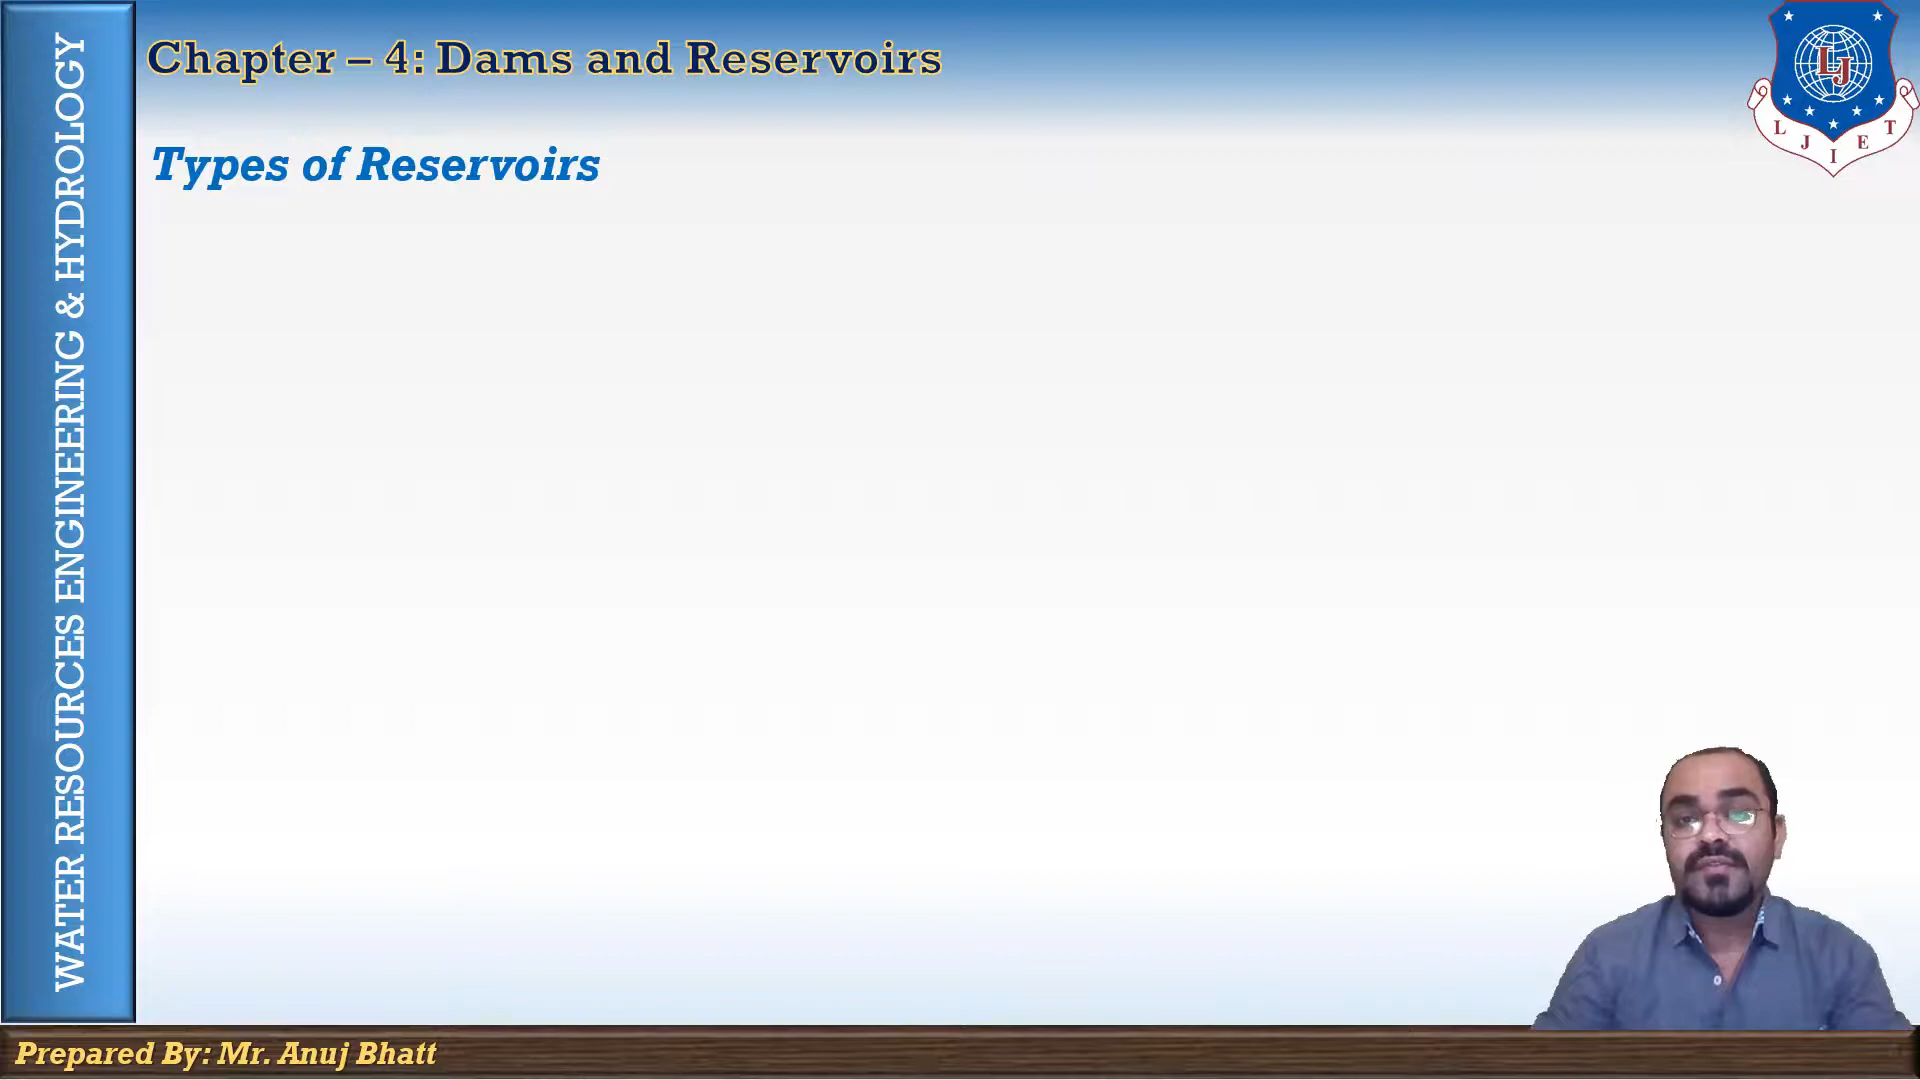 Chapter – 4: Dams and Reservoirs
Types of Reservoirs
WATER RESOURCES ENGINEERING & HYDROLOGY
LJ
L J I E T
Prepared By: Mr. Anuj Bhatt